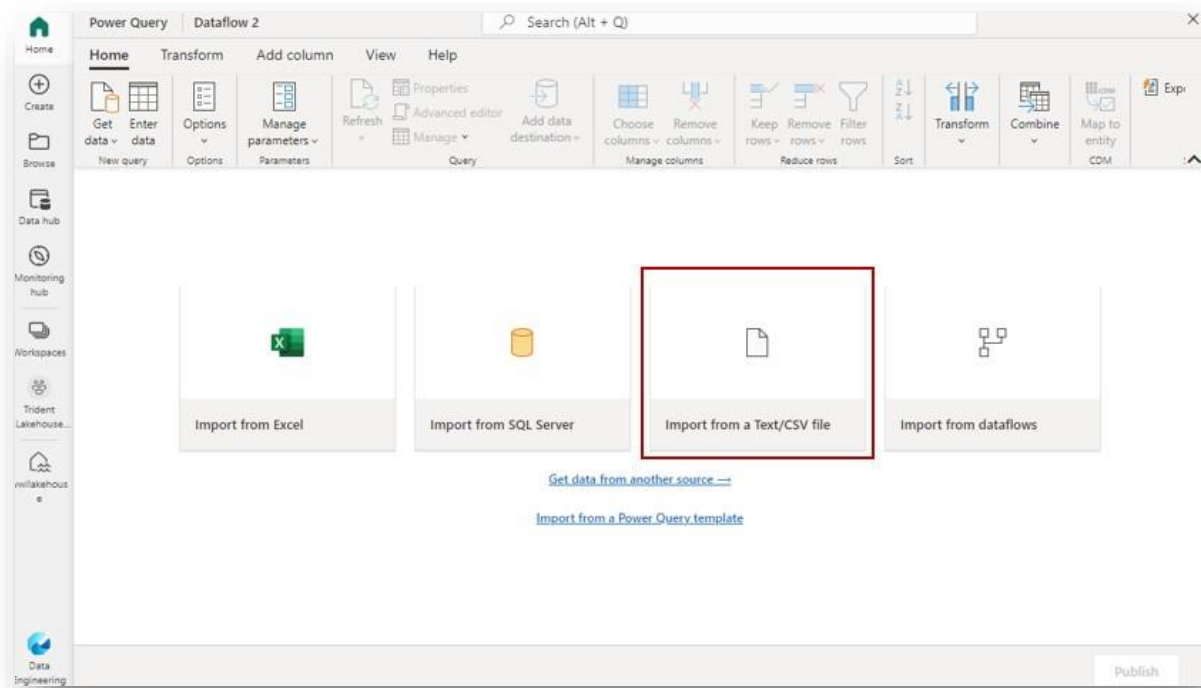 Power Query Dataflow 2 Search (Alt + Q)
Home
Home Transform Add column View Help
Create
Get data Enter data Options Manage parameters Refresh Properties Advanced editor Manage Add data destination Choose columns Remove columns Keep rows Remove rows Filter rows Transform Combine Map to entity Exp
New query Options Parameters Query Manage columns Reduce rows Sort CDM
Browse
Data hub
Monitoring
hub
Workspaces
Trident
Lakehouse...
wwilakehous
e
Import from Excel Import from SQL Server Import from a Text/CSV file Import from dataflows
Get data from another source →
Import from a Power Query template
Data
Engineering
Publish